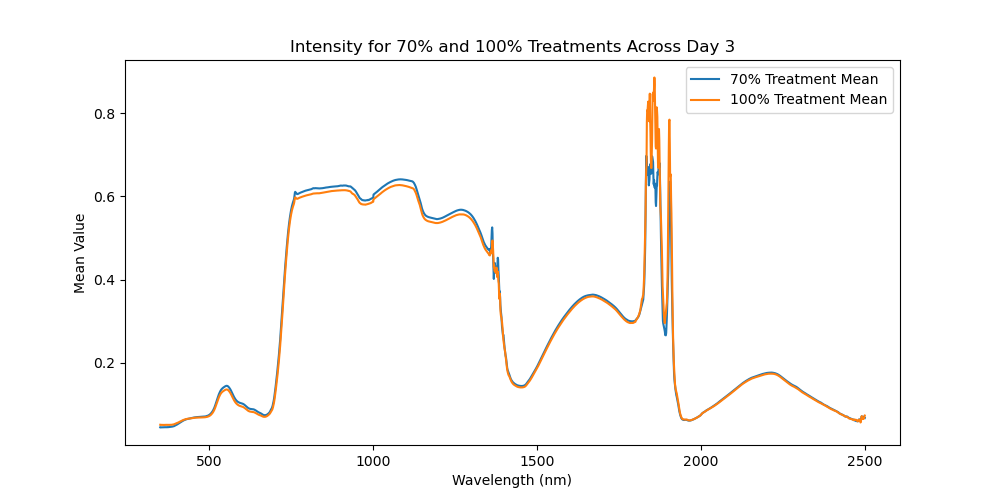 Intensity for 70% and 100% Treatments Across Day 3
70% Treatment Mean
100% Treatment Mean
Mean Value
0.8
0.6
0.4
0.2
500 1000 1500 2000 2500
Wavelength (nm)